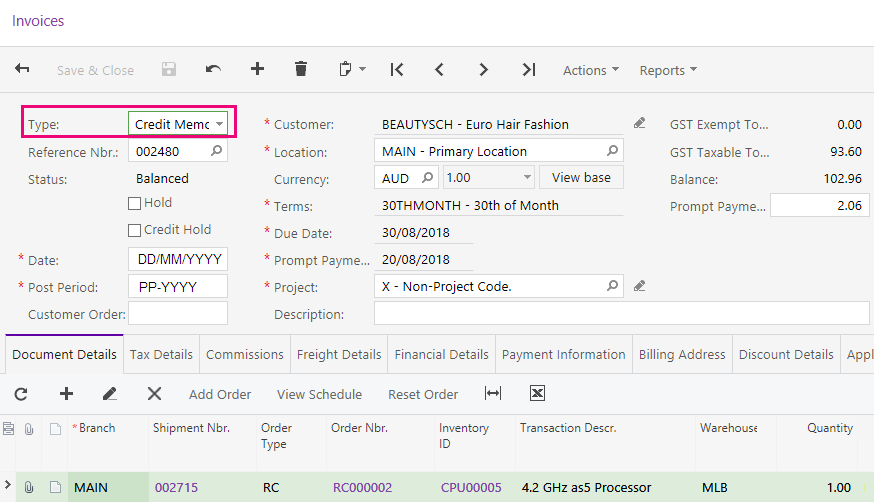 Invoices
Save & Close Actions Reports
Type: Credit Memo
Reference Nbr.: 002480
Status: Balanced
Hold
Credit Hold
* Date: DD/MM/YYYY
* Post Period: PP-YYYY
Customer Order:
* Customer: BEAUTYSCH - Euro Hair Fashion
* Location: MAIN - Primary Location
Currency: AUD 1.00 View base
* Terms: 30THMONTH - 30th of Month
* Due Date: 30/08/2018
* Prompt Payme... 20/08/2018
* Project: X - Non-Project Code.
Description:
GST Exempt To... 0.00
GST Taxable To... 93.60
Balance: 102.96
Prompt Payme... 2.06
Document Details Tax Details Commissions Freight Details Financial Details Payment Information Billing Address Discount Details Appl
Add Order View Schedule Reset Order
* Branch Shipment Nbr. Order Type Order Nbr. Inventory ID Transaction Descr. Warehouse Quantity
MAIN 002715 RC RC000002 CPU00005 4.2 GHz as5 Processor MLB 1.00